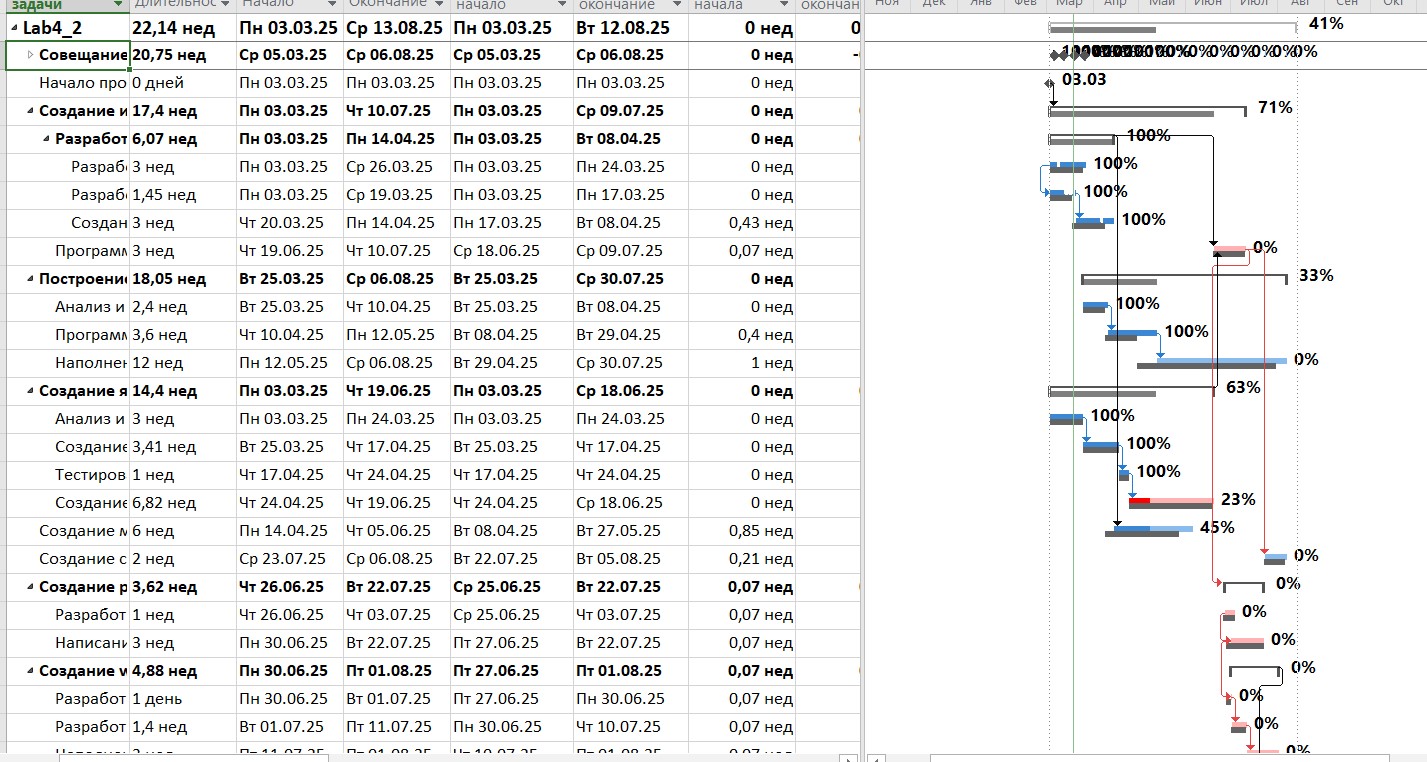 задачи Длительнос Начало Окончание начало окончание начала окончан Ноя Дек Янв Фев Мар Апр Май Июн Июл Авг Сен Окт
Lab4_2 22,14 нед Пн 03.03.25 Ср 13.08.25 Пн 03.03.25 Вт 12.08.25 0 нед 0 41%
Совещание 20,75 нед Ср 05.03.25 Ср 06.08.25 Ср 05.03.25 Ср 06.08.25 0 нед
Начало про 0 дней Пн 03.03.25 Пн 03.03.25 Пн 03.03.25 Пн 03.03.25 0 нед 03.03
Создание и 17,4 нед Пн 03.03.25 Чт 10.07.25 Пн 03.03.25 Ср 09.07.25 0 нед 71%
Разработ 6,07 нед Пн 03.03.25 Пн 14.04.25 Пн 03.03.25 Вт 08.04.25 0 нед 100%
Разраб 3 нед Пн 03.03.25 Ср 26.03.25 Пн 03.03.25 Пн 24.03.25 0 нед 100%
Разраб 1,45 нед Пн 03.03.25 Ср 19.03.25 Пн 03.03.25 Пн 17.03.25 0 нед 100%
Создан 3 нед Чт 20.03.25 Пн 14.04.25 Пн 17.03.25 Вт 08.04.25 0,43 нед 100%
Программ 3 нед Чт 19.06.25 Чт 10.07.25 Ср 18.06.25 Ср 09.07.25 0,07 нед 0%
Построение 18,05 нед Вт 25.03.25 Ср 06.08.25 Вт 25.03.25 Ср 30.07.25 0 нед 33%
Анализ и 2,4 нед Вт 25.03.25 Чт 10.04.25 Вт 25.03.25 Вт 08.04.25 0 нед 100%
Программ 3,6 нед Чт 10.04.25 Пн 12.05.25 Вт 08.04.25 Вт 29.04.25 0,4 нед 100%
Наполнен 12 нед Пн 12.05.25 Ср 06.08.25 Вт 29.04.25 Ср 30.07.25 1 нед 0%
Создание я 14,4 нед Пн 03.03.25 Чт 19.06.25 Пн 03.03.25 Ср 18.06.25 0 нед 63%
Анализ и 3 нед Пн 03.03.25 Пн 24.03.25 Пн 03.03.25 Пн 24.03.25 0 нед 100%
Создание 3,41 нед Вт 25.03.25 Чт 17.04.25 Вт 25.03.25 Чт 17.04.25 0 нед 100%
Тестиров 1 нед Чт 17.04.25 Чт 24.04.25 Чт 17.04.25 Чт 24.04.25 0 нед 100%
Создание 6,82 нед Чт 24.04.25 Чт 19.06.25 Чт 24.04.25 Ср 18.06.25 0 нед 23%
Создание м 6 нед Пн 14.04.25 Чт 05.06.25 Вт 08.04.25 Вт 27.05.25 0,85 нед 45%
Создание с 2 нед Ср 23.07.25 Ср 06.08.25 Вт 22.07.25 Вт 05.08.25 0,21 нед 0%
Создание р 3,62 нед Чт 26.06.25 Вт 22.07.25 Ср 25.06.25 Вт 22.07.25 0,07 нед 0%
Разработ 1 нед Чт 26.06.25 Чт 03.07.25 Ср 25.06.25 Чт 03.07.25 0,07 нед 0%
Написани 3 нед Пн 30.06.25 Вт 22.07.25 Пт 27.06.25 Вт 22.07.25 0,07 нед 0%
Создание w 4,88 нед Пн 30.06.25 Пт 01.08.25 Пт 27.06.25 Пт 01.08.25 0,07 нед 0%
Разработ 1 день Пн 30.06.25 Вт 01.07.25 Пт 27.06.25 Пн 30.06.25 0,07 нед 0%
Разработ 1,4 нед Вт 01.07.25 Пт 11.07.25 Пн 30.06.25 Чт 10.07.25 0,07 нед 0%
Пт 11.07.25 Пт 01.08.25 Чт 10.07.25 Пт 01.08.25 0,07 нед 0%